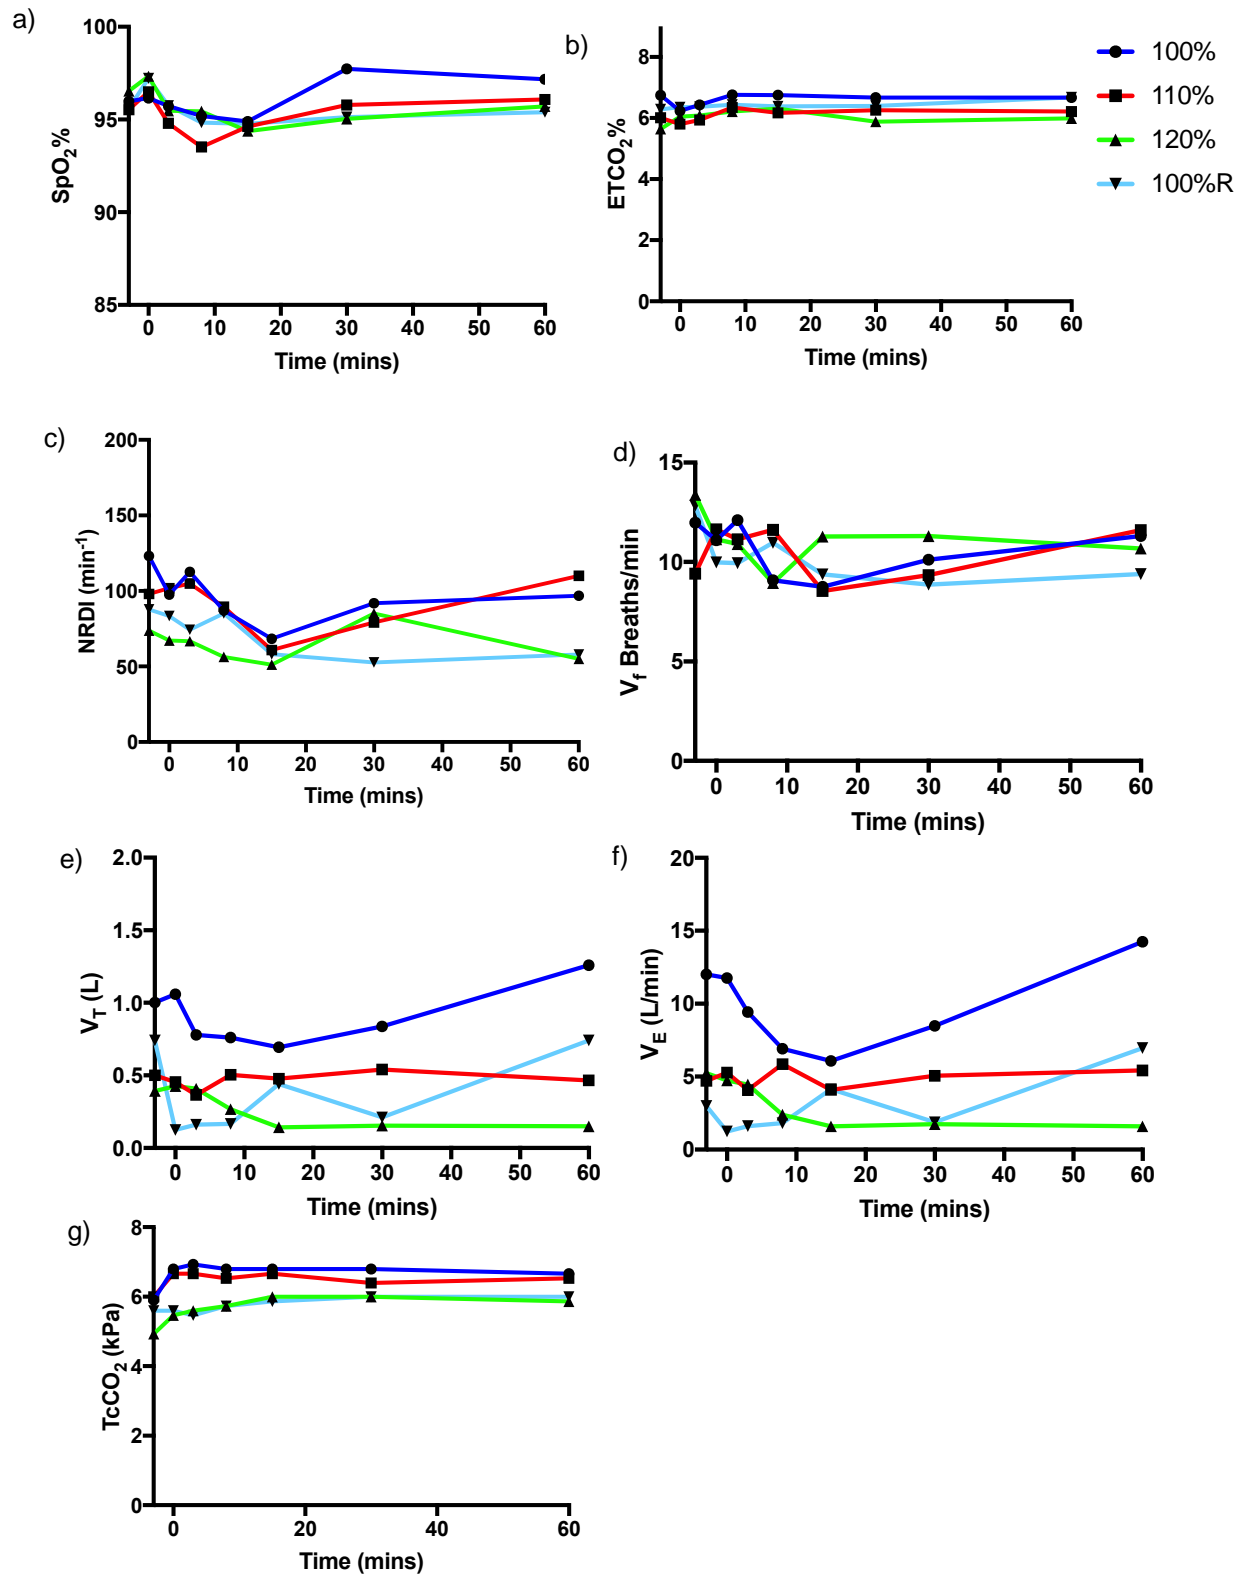 a)
100
95
90
85
SpO2%
0 10 20 30 40 50 60
Time (mins)
b)
8
6
4
2
0
ETCO2%
0 10 20 30 40 50 60
Time (mins)
100%
110%
120%
100%R
c)
200
150
100
50
0
NRDI (min-1)
0 10 20 30 40 50 60
Time (mins)
d)
15
10
5
0
Vf Breaths/min
0 10 20 30 40 50 60
Time (mins)
e)
2.0
1.5
1.0
0.5
0.0
VT (L)
0 10 20 30 40 50 60
Time (mins)
f)
20
15
10
5
0
VE (L/min)
0 10 20 30 40 50 60
Time (mins)
g)
8
6
4
2
0
TcCO2 (kPa)
0 20 40 60
Time (mins)